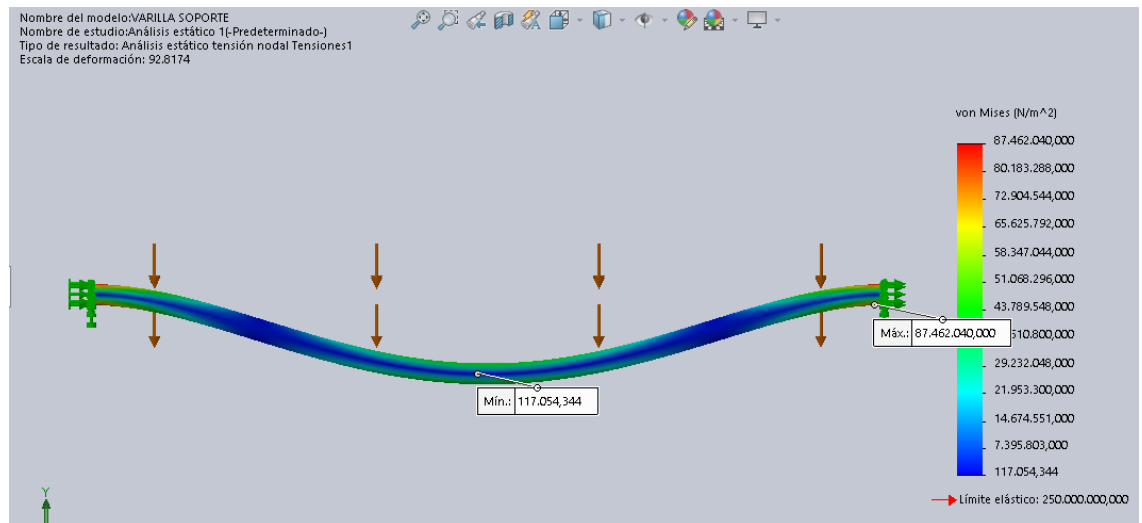 Nombre del modelo:VARILLA SOPORTE
Nombre de estudio:Análisis estático 1(-Predeterminado-)
Tipo de resultado: Análisis estático tensión nodal Tensiones1
Escala de deformación: 92.8174
von Mises (N/m^2)
87.462.040,000
80.183.288,000
72.904.544,000
65.625.792,000
58.347.044,000
51.068.296,000
43.789.548,000
Máx.: 87.462.040,000
510.800,000
29.232.048,000
21.953.300,000
Mín.: 117.054,344
14.674.551,000
7.395.803,000
117.054,344
Límite elástico: 250.000.000,000
Y